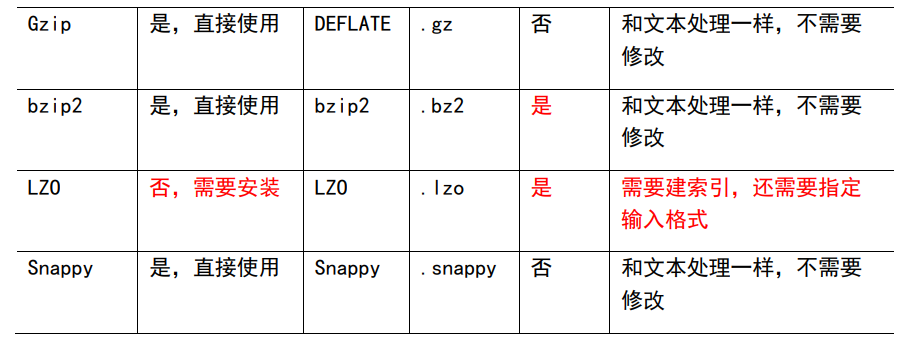 Gzip 是，直接使用 DEFLATE .gz 否 和文本处理一样，不需要
修改
bzip2 是，直接使用 bzip2 .bz2 是 和文本处理一样，不需要
修改
LZO 否，需要安装 LZO .lzo 是 需要建索引，还需要指定
输入格式
Snappy 是，直接使用 Snappy .snappy 否 和文本处理一样，不需要
修改